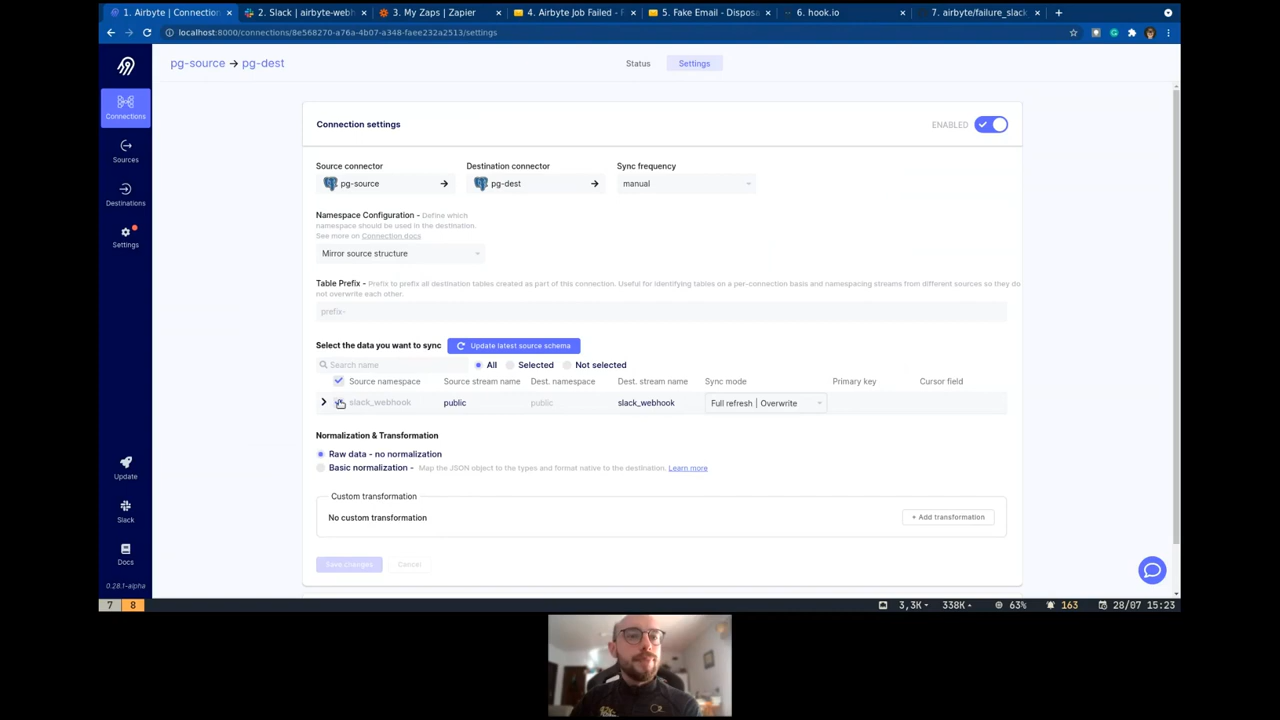 1. Airbyte | Connection
2. Slack | airbyte-webh
3. My Zaps | Zapier
4. Airbyte Job Failed - F
5. Fake Email - Disposa
6. hook.io
7. airbyte/failure_slack
localhost:8000/connections/8e568270-a76a-4b07-a348-faee232a2513/settings
pg-source → pg-dest
Status
Settings
Connections
Sources
Destinations
Settings
Update
Slack
Docs
0.28.1-alpha
Connection settings
ENABLED
Source connector
Destination connector
Sync frequency
pg-source
pg-dest
manual
Namespace Configuration - Define which
namespace should be used in the destination.
See more on Connection docs
Mirror source structure
Table Prefix - Prefix to prefix all destination tables created as part of this connection. Useful for identifying tables on a per-connection basis and namespacing streams from different sources so they do
not overwrite each other.
prefix-
Select the data you want to sync
Update latest source schema
Search name
All
Selected
Not selected
Source namespace
Source stream name
Dest. namespace
Dest. stream name
Sync mode
Primary key
Cursor field
slack_webhook
public
public
slack_webhook
Full refresh | Overwrite
Normalization & Transformation
Raw data - no normalization
Basic normalization - Map the JSON object to the types and format native to the destination. Learn more
Custom transformation
No custom transformation
+ Add transformation
Save changes
Cancel
7
8
3,3K
338K
63%
163
28/07 15:23